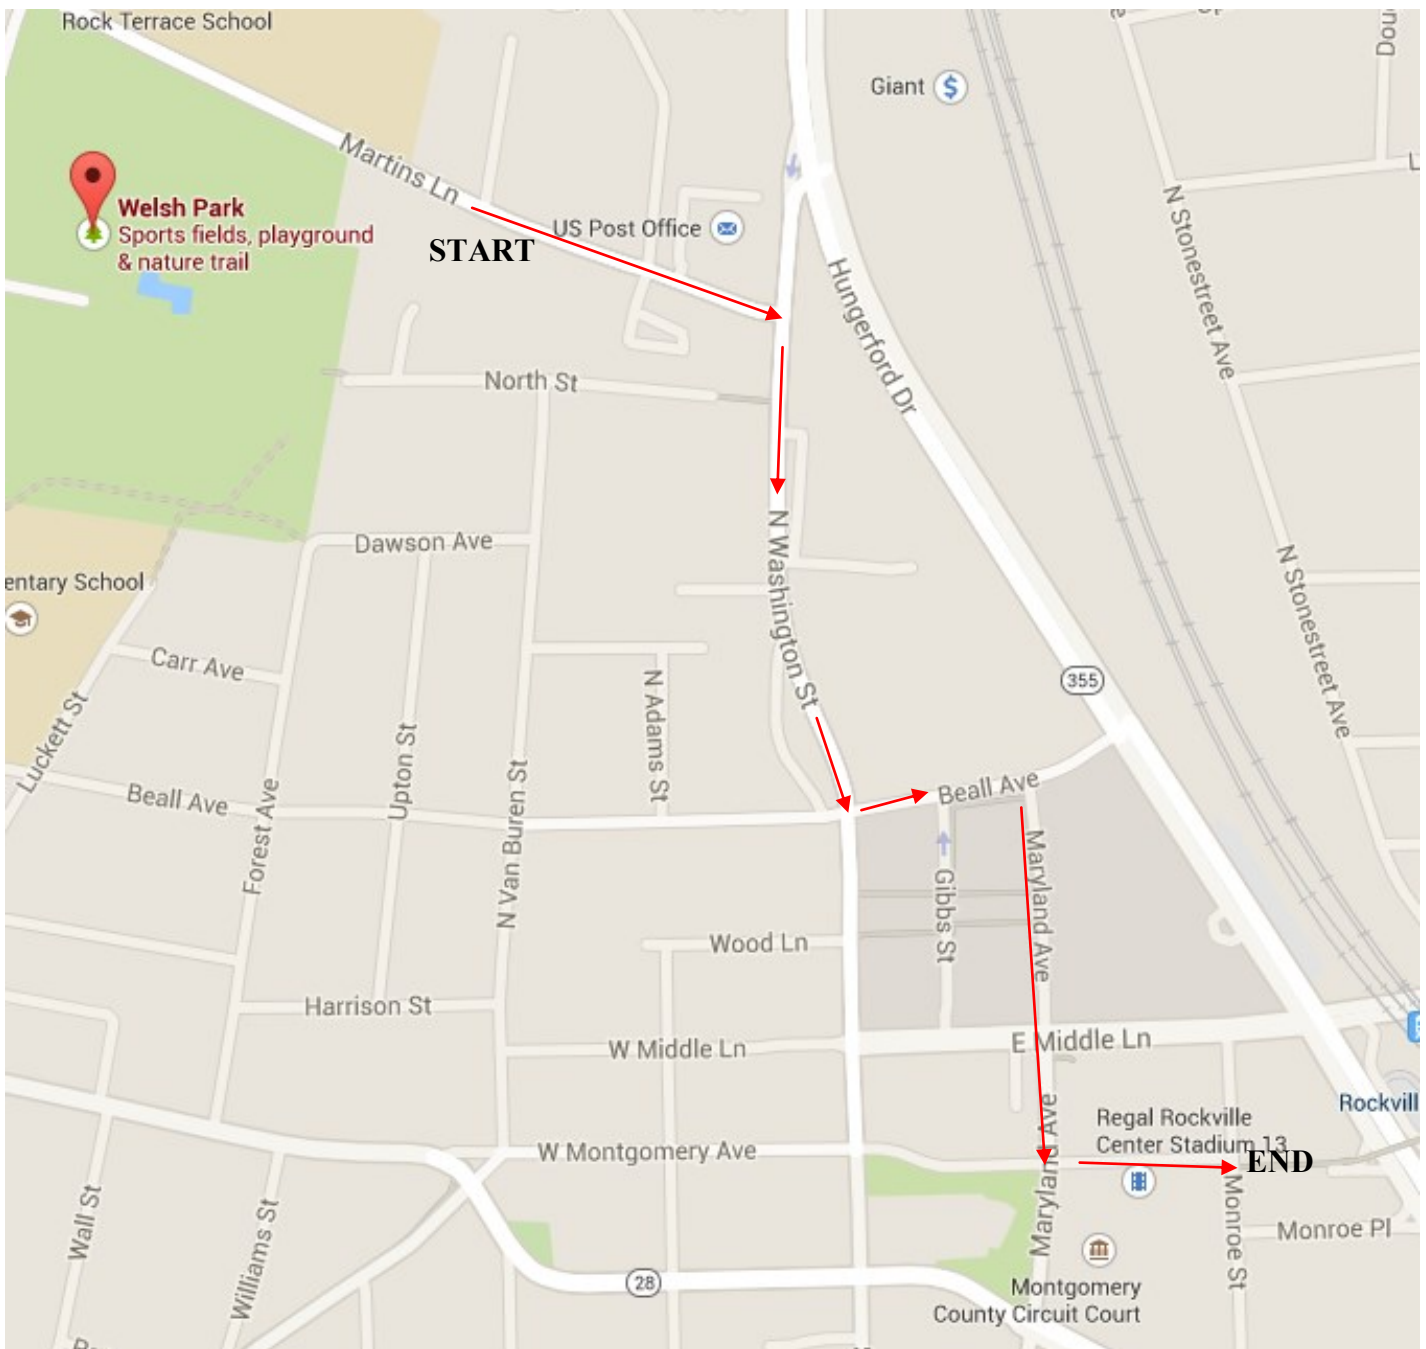 Rock Terrace School
Giant
Martins Ln
Welsh Park
Sports fields, playground
& nature trail
START
US Post Office
Hungerford Dr
N Stonestreet Ave
North St
Dawson Ave
N Washington St
N Stonestreet Ave
entary School
Carr Ave
Luckett St
N Adams St
355
Beall Ave
Forest Ave
Upton St
N Van Buren St
Beall Ave
Maryland Ave
Gibbs St
Wood Ln
Harrison St
W Middle Ln
E Middle Ln
Rockvill
Regal Rockville
Center Stadium 13
END
W Montgomery Ave
Maryland Ave
Monroe St
Monroe Pl
Wall St
Williams St
28
Montgomery
County Circuit Court